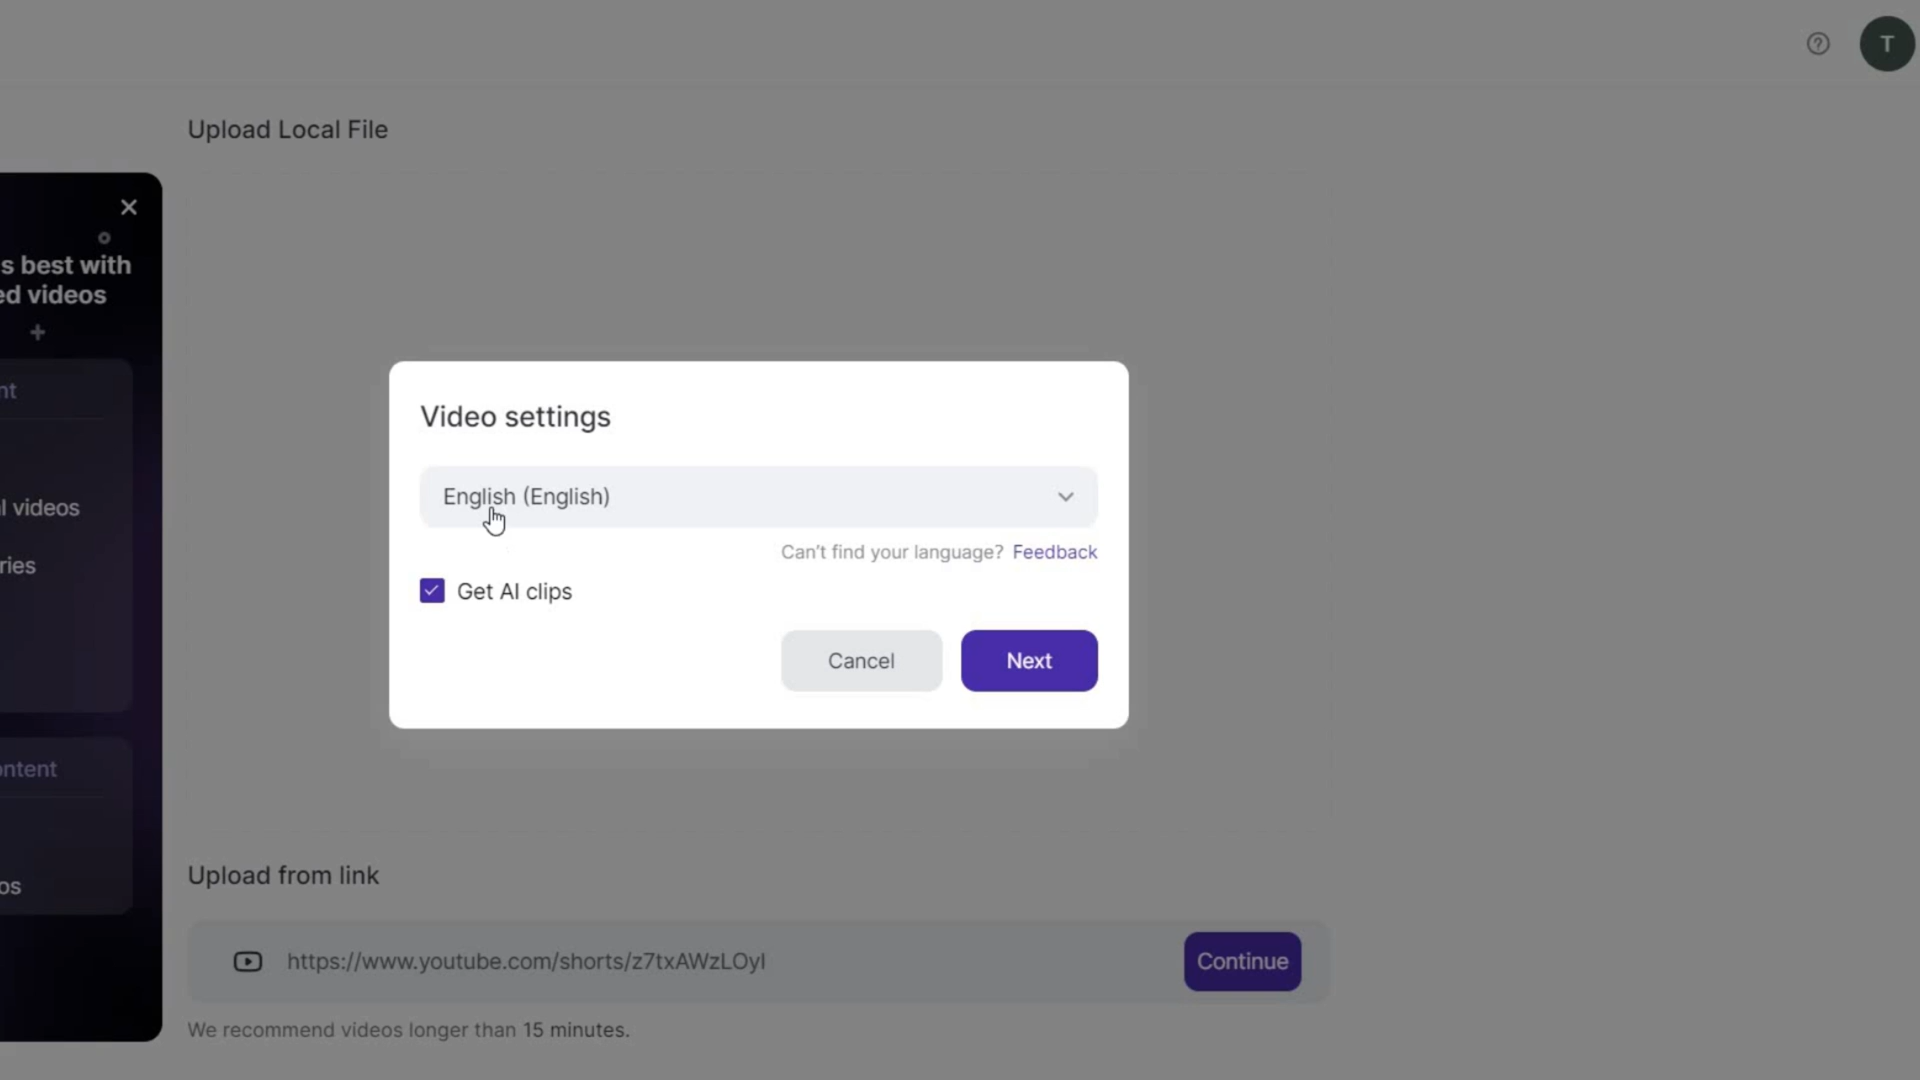 T
Upload Local File
s best with
ed videos
nt
l videos
ries
ontent
os
Video settings
English (English)
Can't find your language? Feedback
Get AI clips
Cancel
Next
Upload from link
https://www.youtube.com/shorts/z7txAWzLOyI
Continue
We recommend videos longer than 15 minutes.